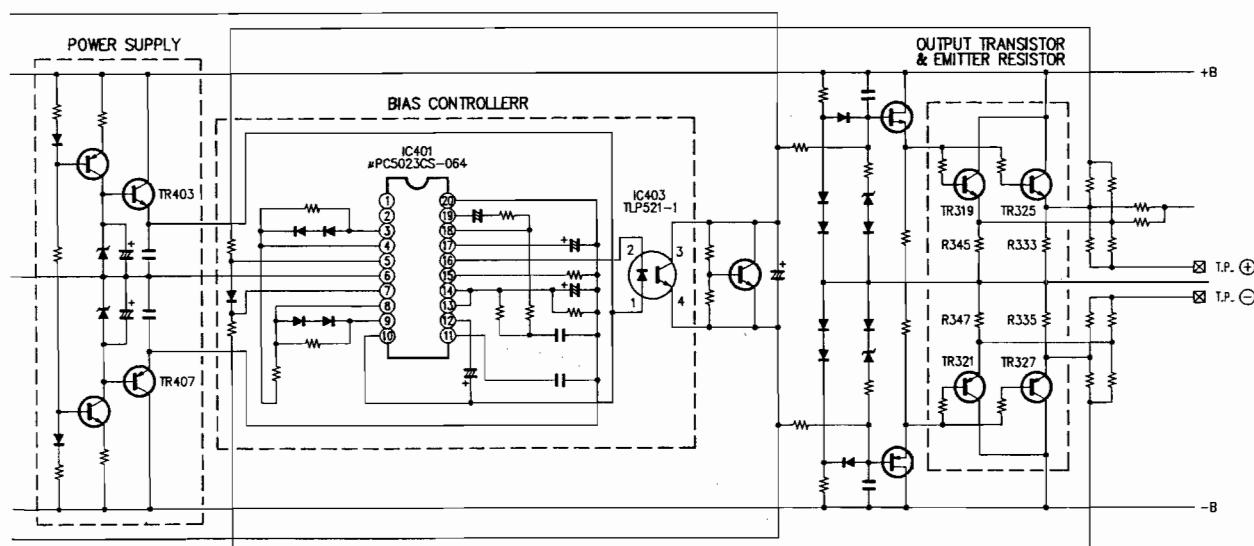 POWER SUPPLY
OUTPUT TRANSISTOR
& EMITTER RESISTOR
+B
BIAS CONTROLLERR
IC401
μPC5023CS-064
IC403
TLP521-1
TR403
TR407
1
2
3
4
5
6
7
8
9
10
20
19
18
17
16
15
14
13
12
11
+
+
+
+
+
2
3
1
4
+
TR319
TR325
R345
R333
T.P. +
T.P. −
R347
R335
TR321
TR327
-B